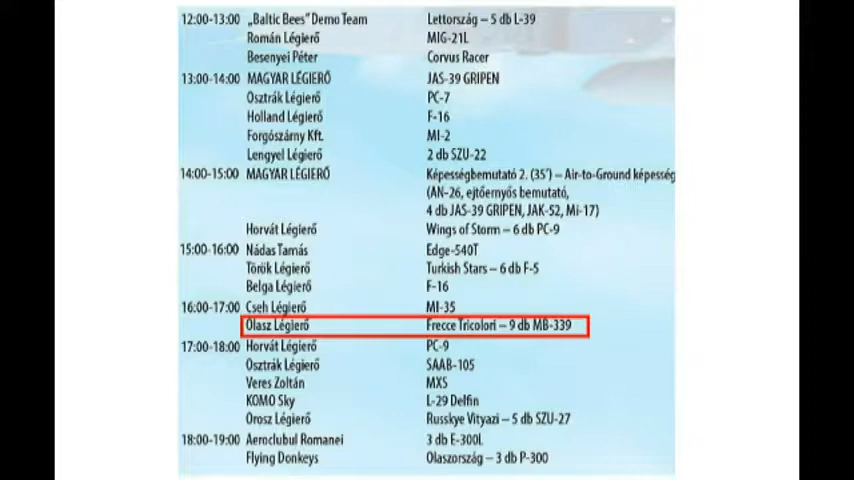 12:00-13:00 „Baltic Bees” Demo Team Lettország – 5 db L-39
Román Légierő MIG-21L
Besenyei Péter Corvus Racer
13:00-14:00 MAGYAR LÉGIERŐ JAS-39 GRIPEN
Osztrák Légierő PC-7
Holland Légierő F-16
Forgószárny Kft. MI-2
Lengyel Légierő 2 db SZU-22
14:00-15:00 MAGYAR LÉGIERŐ Képességbemutató 2. (35’) – Air-to-Ground képesség
(AN-26, ejtőernyős bemutató,
4 db JAS-39 GRIPEN, JAK-52, Mi-17)
Horvát Légierő Wings of Storm – 6 db PC-9
15:00-16:00 Nádas Tamás Edge-540T
Török Légierő Turkish Stars – 6 db F-5
Belga Légierő F-16
16:00-17:00 Cseh Légierő MI-35
Olasz Légierő Frecce Tricolori – 9 db MB-339
17:00-18:00 Horvát Légierő PC-9
Osztrák Légierő SAAB-105
Veres Zoltán MXS
KOMO Sky L-29 Delfin
Orosz Légierő Russkye Vityazi – 5 db SZU-27
18:00-19:00 Aeroclubul Romanei 3 db E-300L
Flying Donkeys Olaszország – 3 db P-300